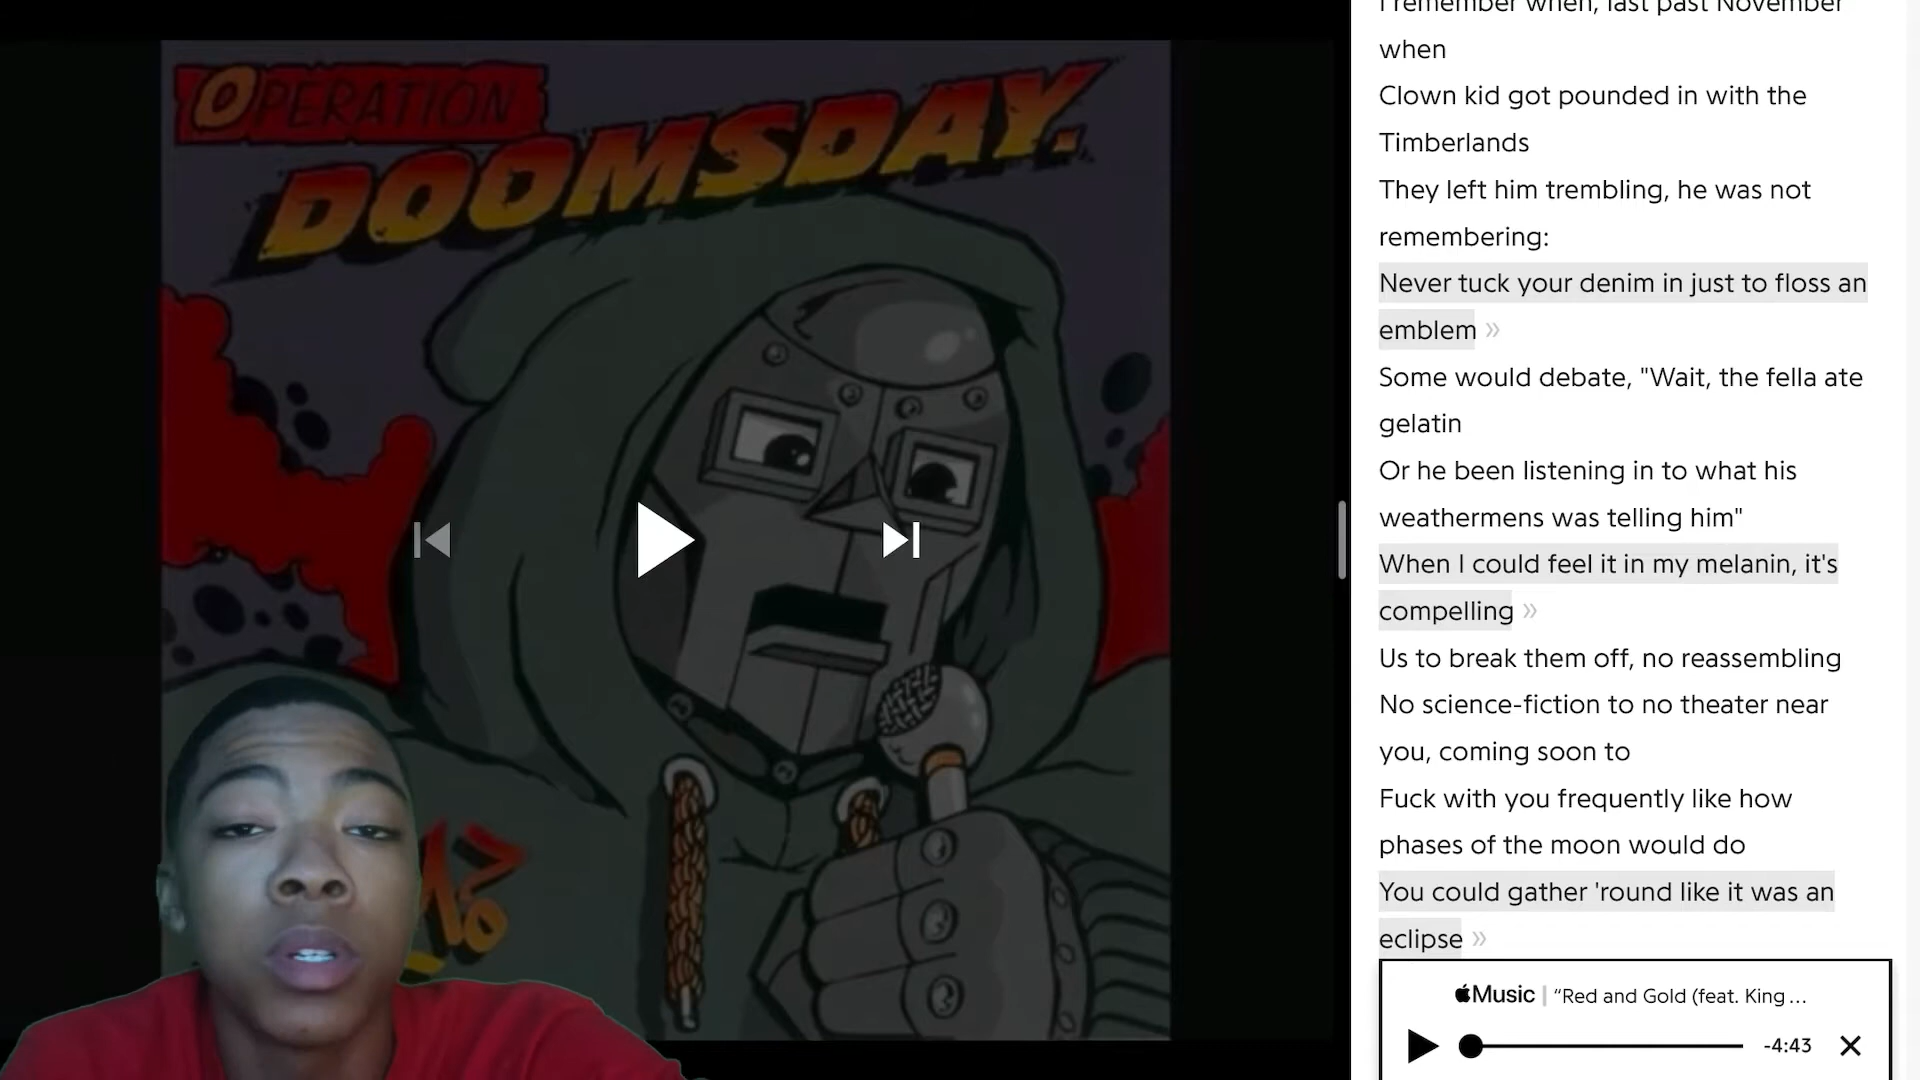 OPERATION
DOOMSDAY.
I remember when, last past November
when
Clown kid got pounded in with the
Timberlands
They left him trembling, he was not
remembering:
Never tuck your denim in just to floss an
emblem »
Some would debate, "Wait, the fella ate
gelatin
Or he been listening in to what his
weathermens was telling him"
When I could feel it in my melanin, it's
compelling »
Us to break them off, no reassembling
No science-fiction to no theater near
you, coming soon to
Fuck with you frequently like how
phases of the moon would do
You could gather 'round like it was an
eclipse »
Music | “Red and Gold (feat. King ...
-4:43